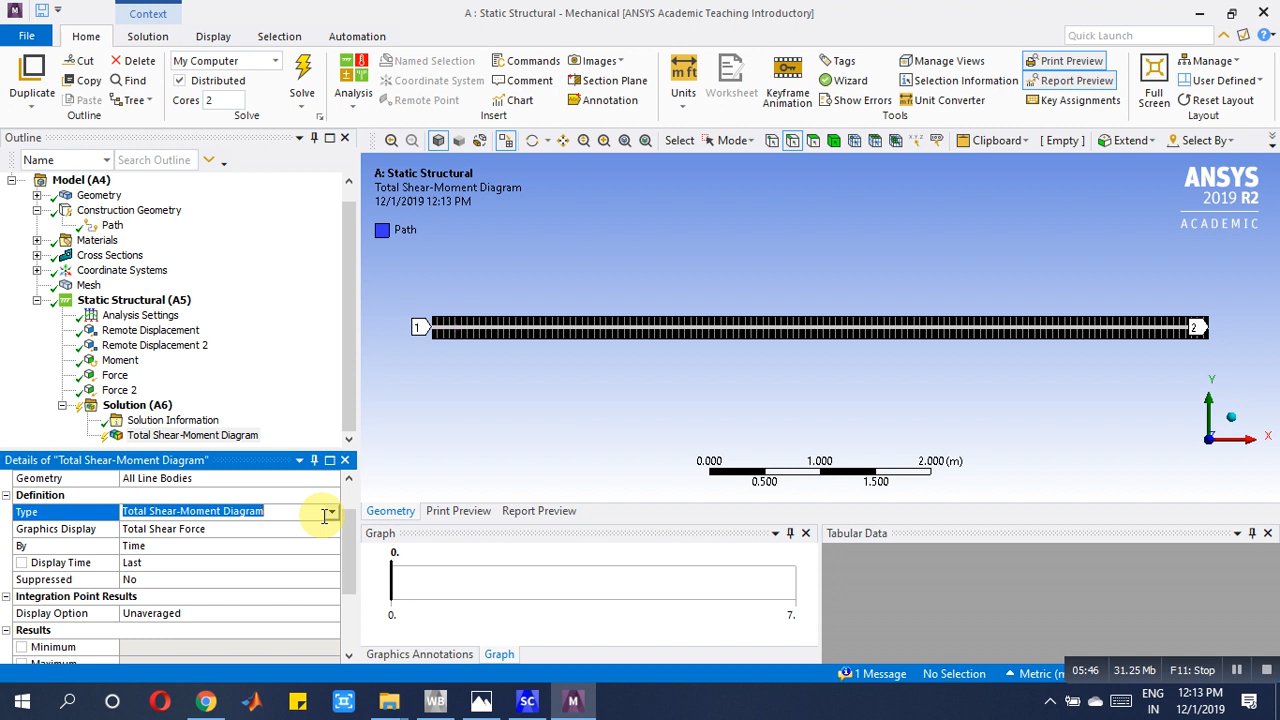 Context
A : Static Structural - Mechanical [ANSYS Academic Teaching Introductory]
File Home Solution Display Selection Automation Quick Launch
Duplicate Cut Copy Paste Delete Find Tree Outline
My Computer Distributed Cores 2 Solve Solve
Analysis Named Selection Coordinate System Remote Point Commands Comment Chart Images Section Plane Annotation Insert
Units Worksheet Keyframe Animation Tags Wizard Show Errors Manage Views Selection Information Unit Converter Print Preview Report Preview Key Assignments Tools
Full Screen Manage User Defined Reset Layout Layout
Outline
Name Search Outline
Select Mode Clipboard [ Empty ] Extend Select By
Model (A4)
Geometry
Construction Geometry
Path
Materials
Cross Sections
Coordinate Systems
Mesh
Static Structural (A5)
Analysis Settings
Remote Displacement
Remote Displacement 2
Moment
Force
Force 2
Solution (A6)
Solution Information
Total Shear-Moment Diagram
A: Static Structural
Total Shear-Moment Diagram
12/1/2019 12:13 PM
Path
ANSYS
2019 R2
ACADEMIC
1
2
Y
X
Z
0.000 1.000 2.000 (m)
0.500 1.500
Details of "Total Shear-Moment Diagram"
Geometry All Line Bodies
Definition
Type Total Shear-Moment Diagram
Graphics Display Total Shear Force
By Time
Display Time Last
Suppressed No
Integration Point Results
Display Option Unaveraged
Results
Minimum
Maximum
Geometry Print Preview Report Preview
Graph
0.
0. 7.
Graphics Annotations Graph
Tabular Data
1 Message No Selection Metric (m
05:46 31.25 Mb F11: Stop
WB SC M
ENG
IN
12:13 PM
12/1/2019